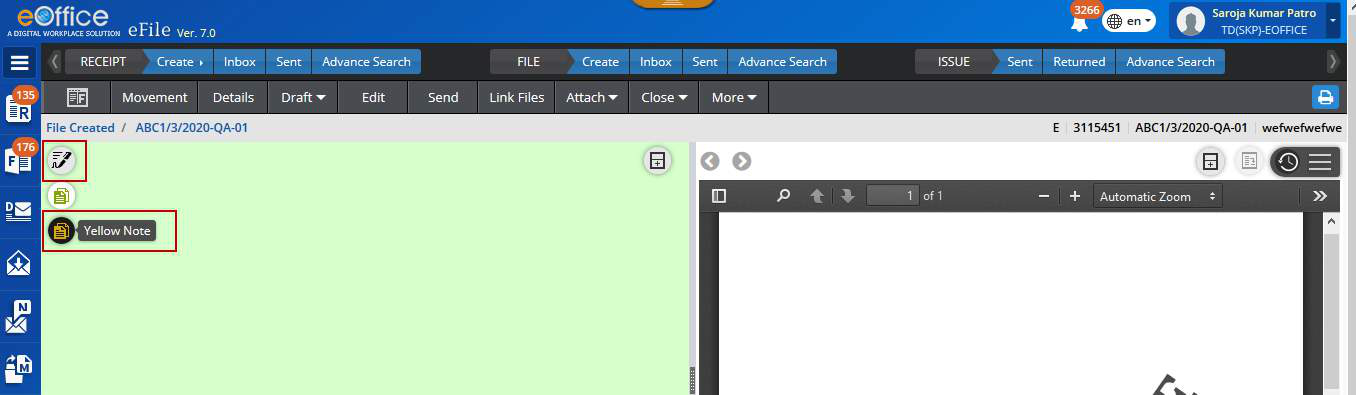 eOffice
A DIGITAL WORKPLACE SOLUTION eFile Ver. 7.0
3266
en
Saroja Kumar Patro
TD(SKP)-EOFFICE
RECEIPT Create Inbox Sent Advance Search FILE Create Inbox Sent Advance Search ISSUE Sent Returned Advance Search
F Movement Details Draft Edit Send Link Files Attach Close More
135
R
File Created / ABC1/3/2020-QA-01 E 3115451 ABC1/3/2020-QA-01 wefwefwefwe
176
F
1 of 1 Automatic Zoom
D
Yellow Note
N
M